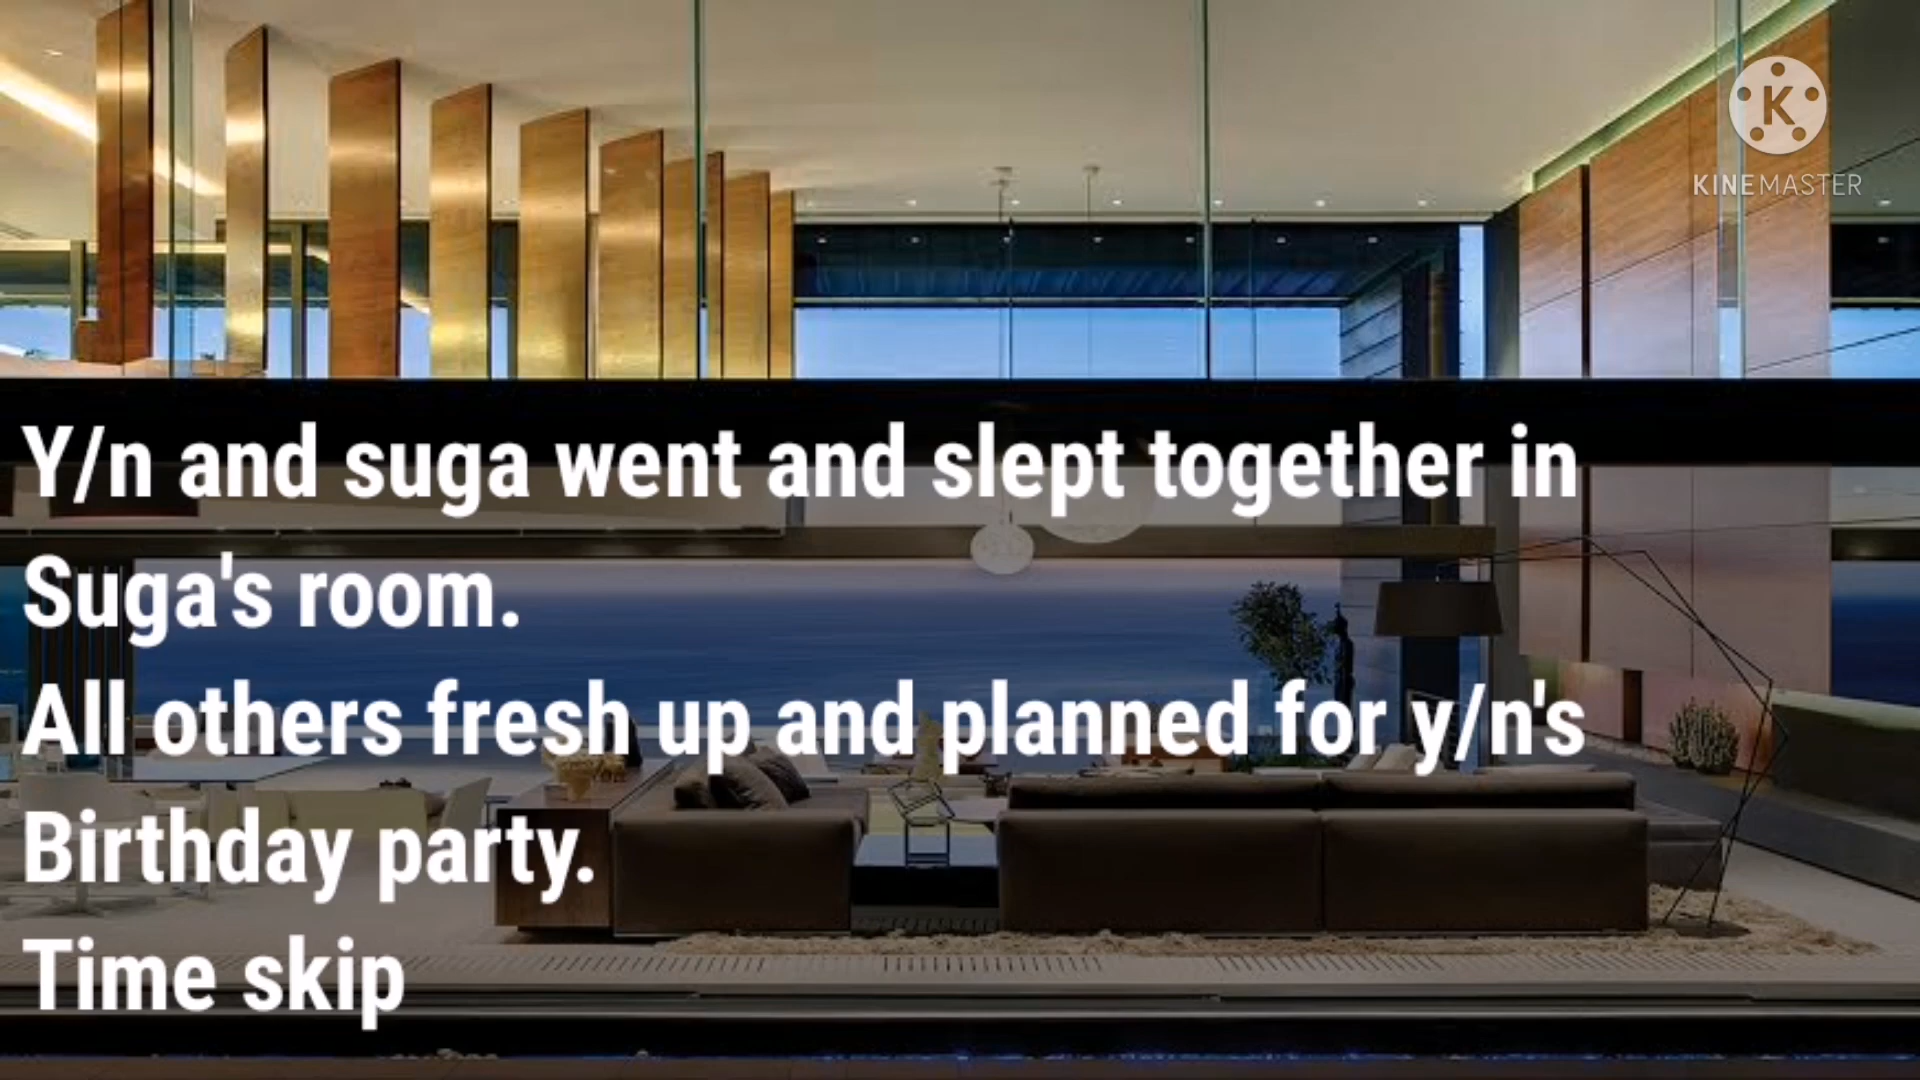 K
KINEMASTER
Y/n and suga went and slept together in
Suga's room.
All others fresh up and planned for y/n's
Birthday party.
Time skip